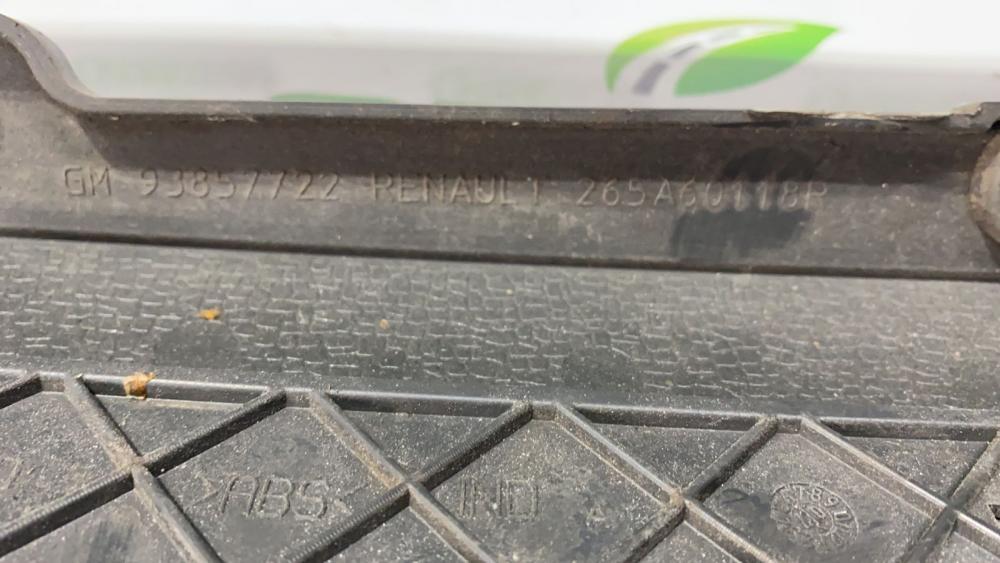 GM 93857722 RENAULT 265A60118R
>ABS< IND